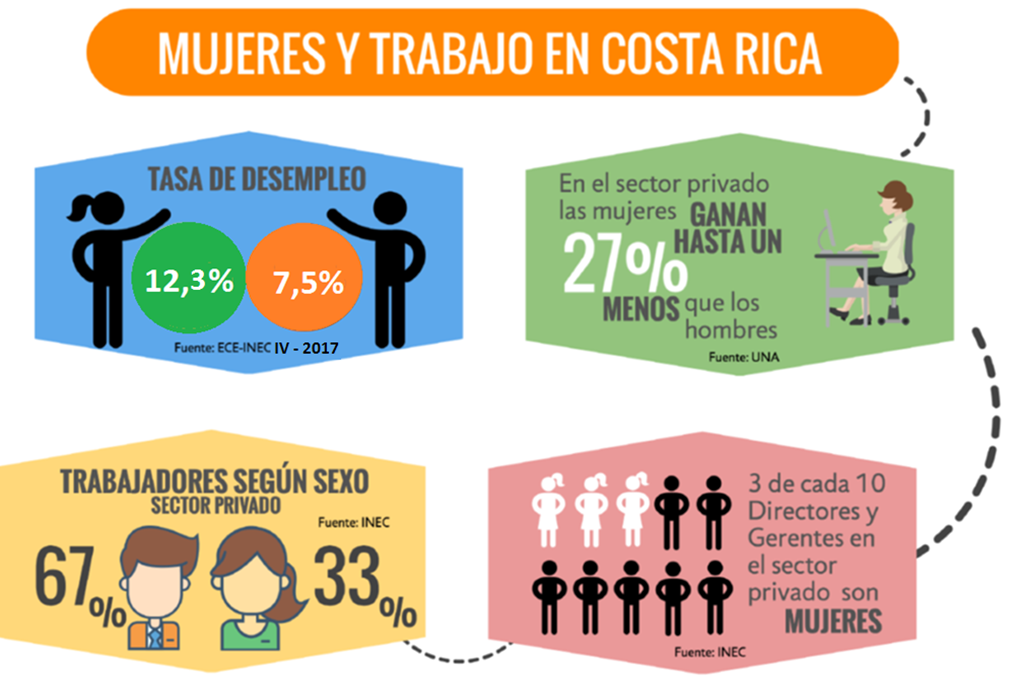 MUJERES Y TRABAJO EN COSTA RICA
TASA DE DESEMPLEO
12,3%
7,5%
Fuente: ECE-INEC IV - 2017
En el sector privado
las mujeres GANAN
HASTA UN
27%
MENOS que los
hombres
Fuente: UNA
TRABAJADORES SEGÚN SEXO
SECTOR PRIVADO
Fuente: INEC
67%
33%
3 de cada 10
Directores y
Gerentes en
el sector
privado son
MUJERES
Fuente: INEC